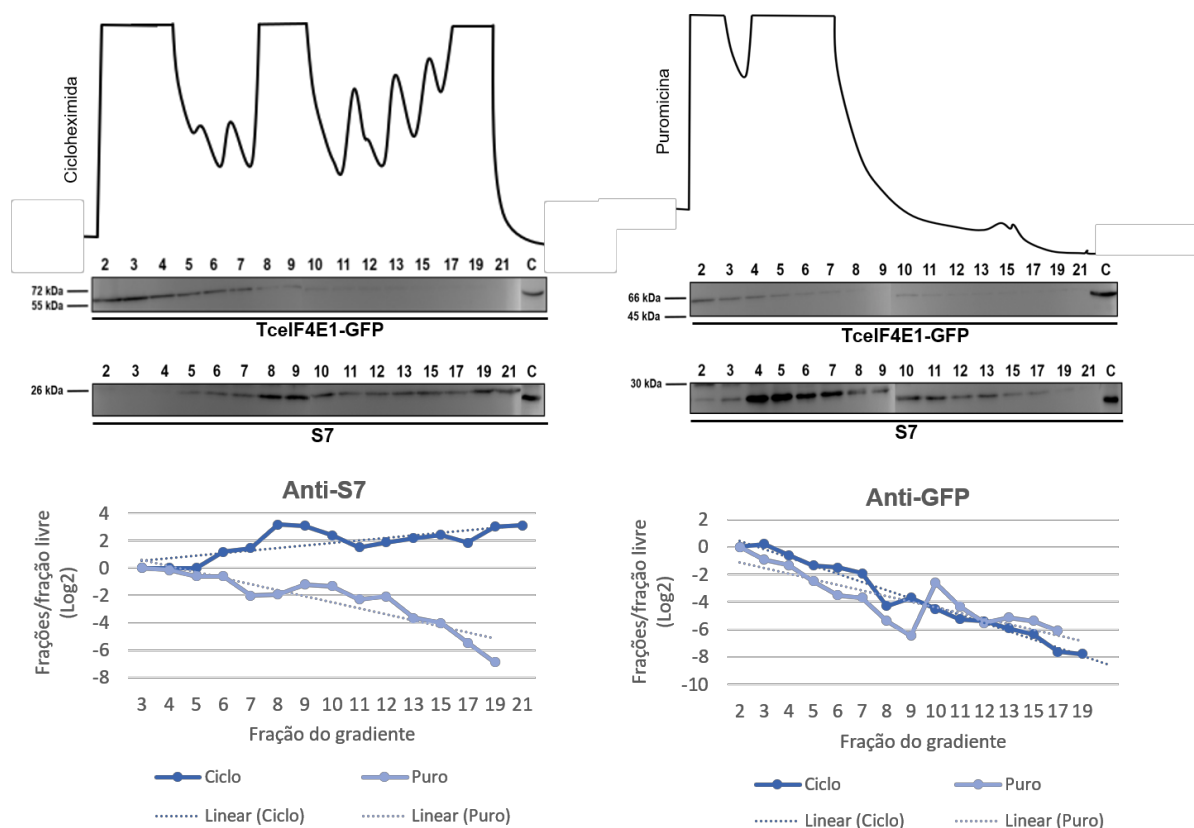 Cicloheximida
2 3 4 5 6 7 8 9 10 11 12 13 15 17 19 21 C
72 kDa
55 kDa
TceIF4E1-GFP
2 3 4 5 6 7 8 9 10 11 12 13 15 17 19 21 C
26 kDa
S7
Puromicina
2 3 4 5 6 7 8 9 10 11 12 13 15 17 19 21 C
66 kDa
45 kDa
TceIF4E1-GFP
2 3 4 5 6 7 8 9 10 11 12 13 15 17 19 21 C
30 kDa
S7
Anti-S7
Frações/fração livre
(Log2)
4
2
0
-2
-4
-6
-8
3 4 5 6 7 8 9 10 11 12 13 15 17 19 21
Fração do gradiente
Ciclo Puro
Linear (Ciclo) Linear (Puro)
Anti-GFP
Frações/fração livre
(Log2)
2
0
-2
-4
-6
-8
-10
2 3 4 5 6 7 8 9 10 11 12 13 15 17 19
Fração do gradiente
Ciclo Puro
Linear (Ciclo) Linear (Puro)